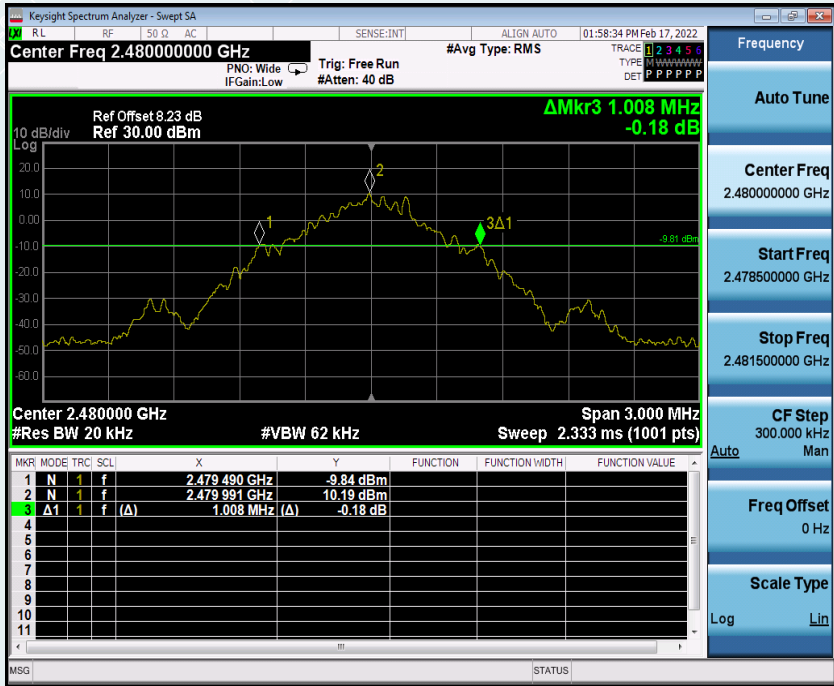 Keysight Spectrum Analyzer - Swept SA
LXI RL RF 50 Ω AC SENSE:INT ALIGN AUTO 01:58:34 PM Feb 17, 2022
Center Freq 2.480000000 GHz #Avg Type: RMS TRACE 1 2 3 4 5 6
PNO: Wide Trig: Free Run TYPE M WWWWW
IFGain:Low #Atten: 40 dB DET P P P P P P
Frequency
Auto Tune
Center Freq
2.480000000 GHz
Start Freq
2.478500000 GHz
Stop Freq
2.481500000 GHz
CF Step
300.000 kHz
Auto Man
Freq Offset
0 Hz
Scale Type
Log Lin
ΔMkr3 1.008 MHz
-0.18 dB
Ref Offset 8.23 dB
10 dB/div Ref 30.00 dBm
Log
20.0
10.0
0.00
-10.0
-20.0
-30.0
-40.0
-50.0
-60.0
1
2
3Δ1
-9.81 dBm
Center 2.480000 GHz Span 3.000 MHz
#Res BW 20 kHz #VBW 62 kHz Sweep 2.333 ms (1001 pts)
MKR MODE TRC SCL X Y FUNCTION FUNCTION WIDTH FUNCTION VALUE
1 N 1 f 2.479 490 GHz -9.84 dBm
2 N 1 f 2.479 991 GHz 10.19 dBm
3 Δ1 1 f (Δ) 1.008 MHz (Δ) -0.18 dB
4
5
6
7
8
9
10
11
MSG STATUS